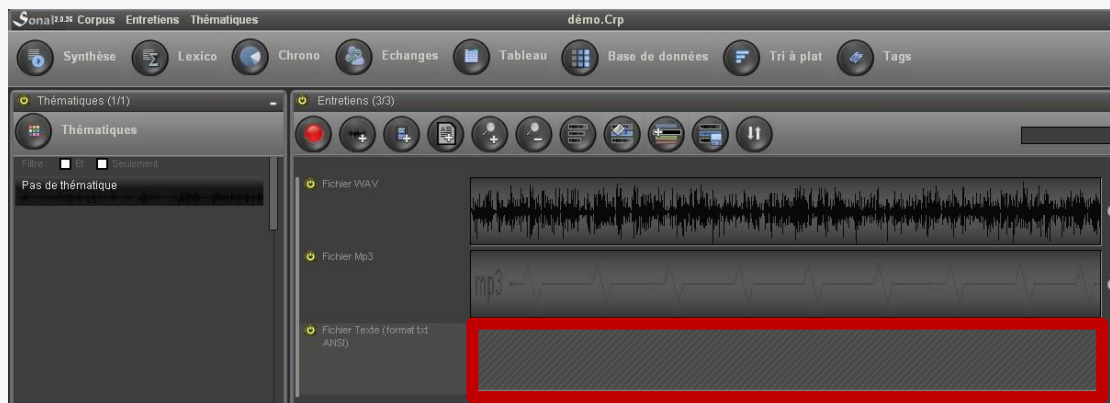 Sonal 2.0.36 Corpus Entretiens Thématiques
démo.Crp
Synthèse Lexico Chrono Echanges Tableau Base de données Tri à plat Tags
Thématiques (1/1)
Thématiques
Filtre : Et Seulement
Pas de thématique
Entretiens (3/3)
Fichier WAV
Fichier Mp3
mp3
Fichier Texte (format txt
ANSI)